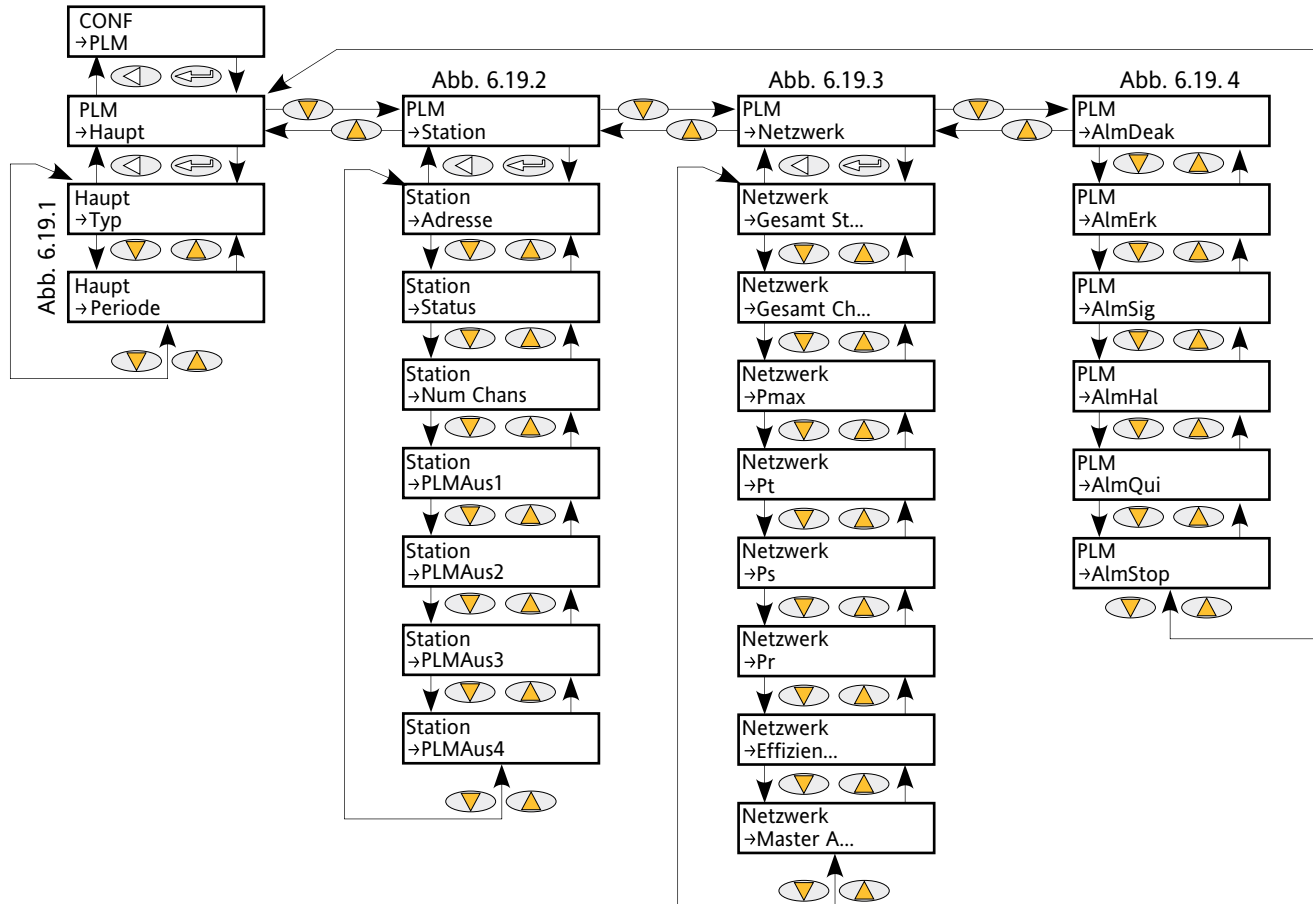 CONF
→PLM
PLM
→Haupt
Abb. 6.19.1
Haupt
→Typ
Haupt
→Periode
Abb. 6.19.2
PLM
→Station
Station
→Adresse
Station
→Status
Station
→Num Chans
Station
→PLMAus1
Station
→PLMAus2
Station
→PLMAus3
Station
→PLMAus4
Abb. 6.19.3
PLM
→Netzwerk
Netzwerk
→Gesamt St...
Netzwerk
→Gesamt Ch...
Netzwerk
→Pmax
Netzwerk
→Pt
Netzwerk
→Ps
Netzwerk
→Pr
Netzwerk
→Effizien...
Netzwerk
→Master A...
Abb. 6.19. 4
PLM
→AlmDeak
PLM
→AlmErk
PLM
→AlmSig
PLM
→AlmHal
PLM
→AlmQui
PLM
→AlmStop